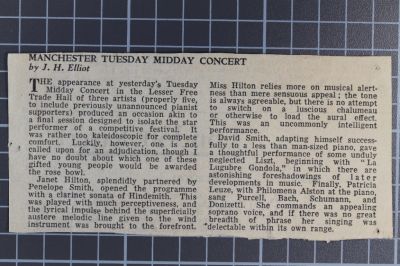 MANCHESTER TUESDAY MIDDAY CONCERT
by J. H. Elliot
THE appearance at yesterday's Tuesday
Midday Concert in the Lesser Free
Trade Hall of three artists (properly five,
to include previously unannounced pianist
supporters) produced an occasion akin to
a final session designed to isolate the star
performer of a competitive festival. It
was rather too kaleidoscopic for complete
comfort. Luckily, however, one is not
called upon for an adjudication, though I
have no doubt about which one of these
gifted young people would be awarded
the rose bowl.
Janet Hilton, splendidly partnered by
Penelope Smith, opened the programme
with a clarinet sonata of Hindemith. This
was played with much perceptiveness, and
the lyrical impulse behind the superficially
austere melodic line given to the wind
instrument was brought to the forefront.
Miss Hilton relies more on musical alert-
ness than mere sensuous appeal; the tone
is always agreeable, but there is no attempt
to switch on a luscious chalumeau
or otherwise to load the aural effect.
This was an uncommonly intelligent
performance.
David Smith, adapting himself success-
fully to a less than man-sized piano, gave
a thoughtful performance of some unduly
neglected Liszt, beginning with "La
Lugubre Gondola," in which there are
astonishing foreshadowings of later
developments in music. Finally, Patricia
Leuze, with Philomena Alston at the piano,
sang Purcell, Bach, Schumann, and
Donizetti. She commands an appealing
soprano voice, and if there was no great
breadth of phrase her singing was
delectable within its own range.